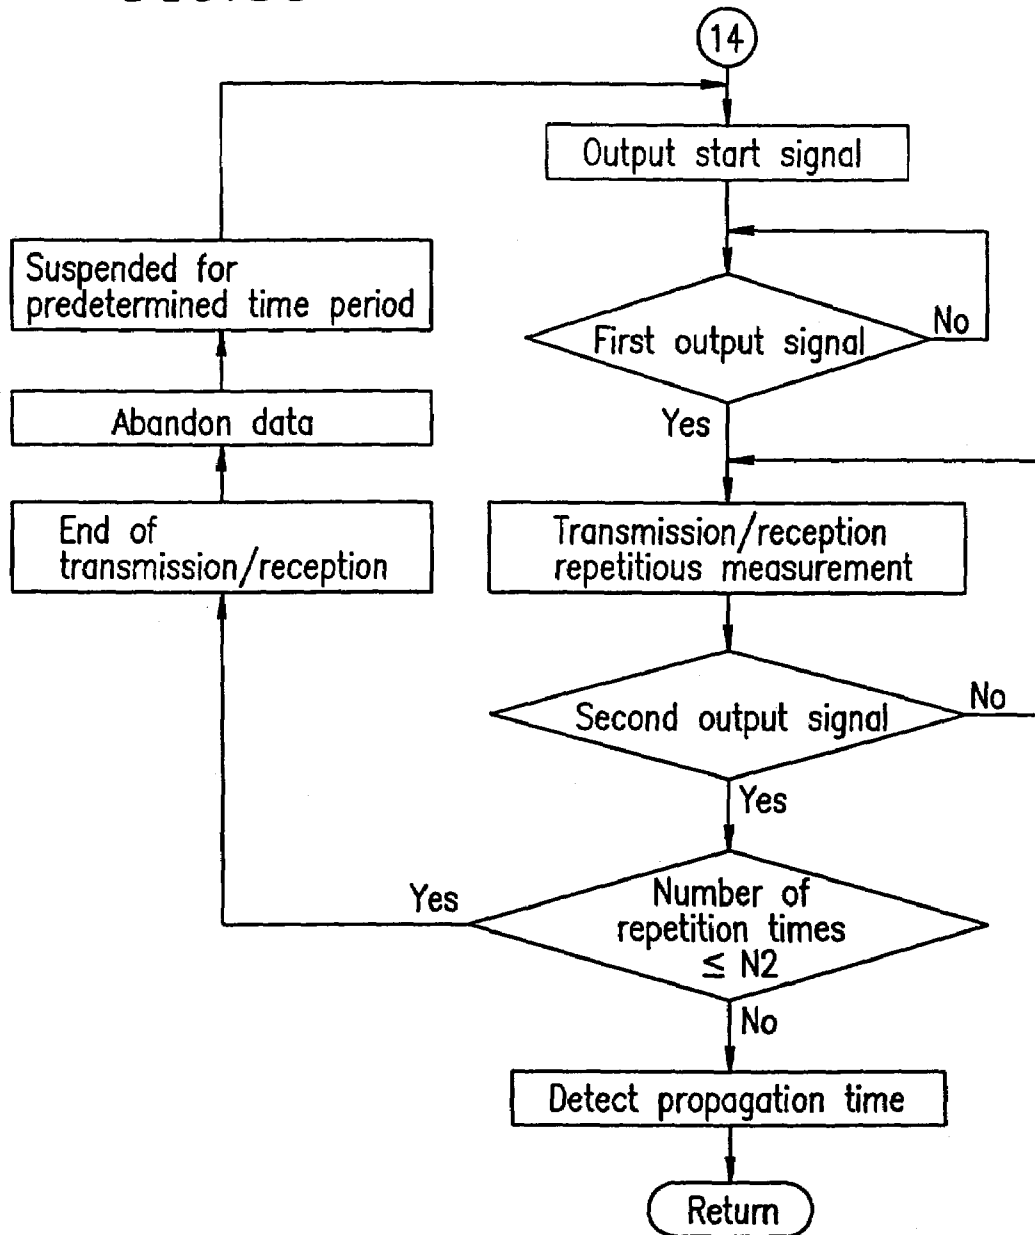 14
Output start signal
Suspended for
predetermined time period
First output signal
No
Abandon data
Yes
End of
transmission/reception
Transmission/reception
repetitious measurement
Second output signal
No
Yes
Yes
Number of
repetition times
≤ N2
No
Detect propagation time
Return